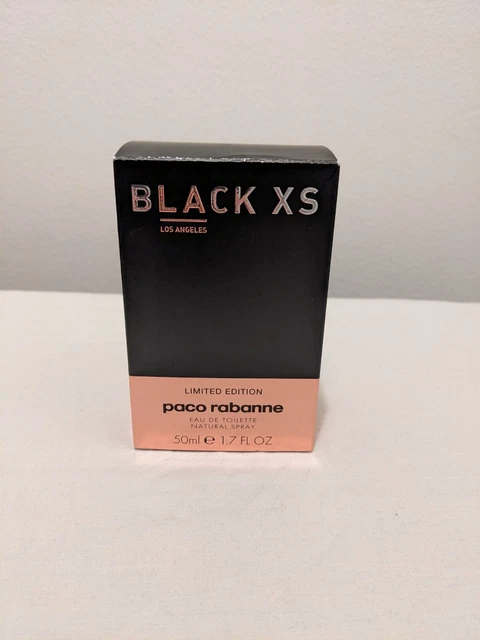 BLACK XS
LOS ANGELES
LIMITED EDITION
paco rabanne
EAU DE TOILETTE
NATURAL SPRAY
50ml ℮ 1.7 FL OZ